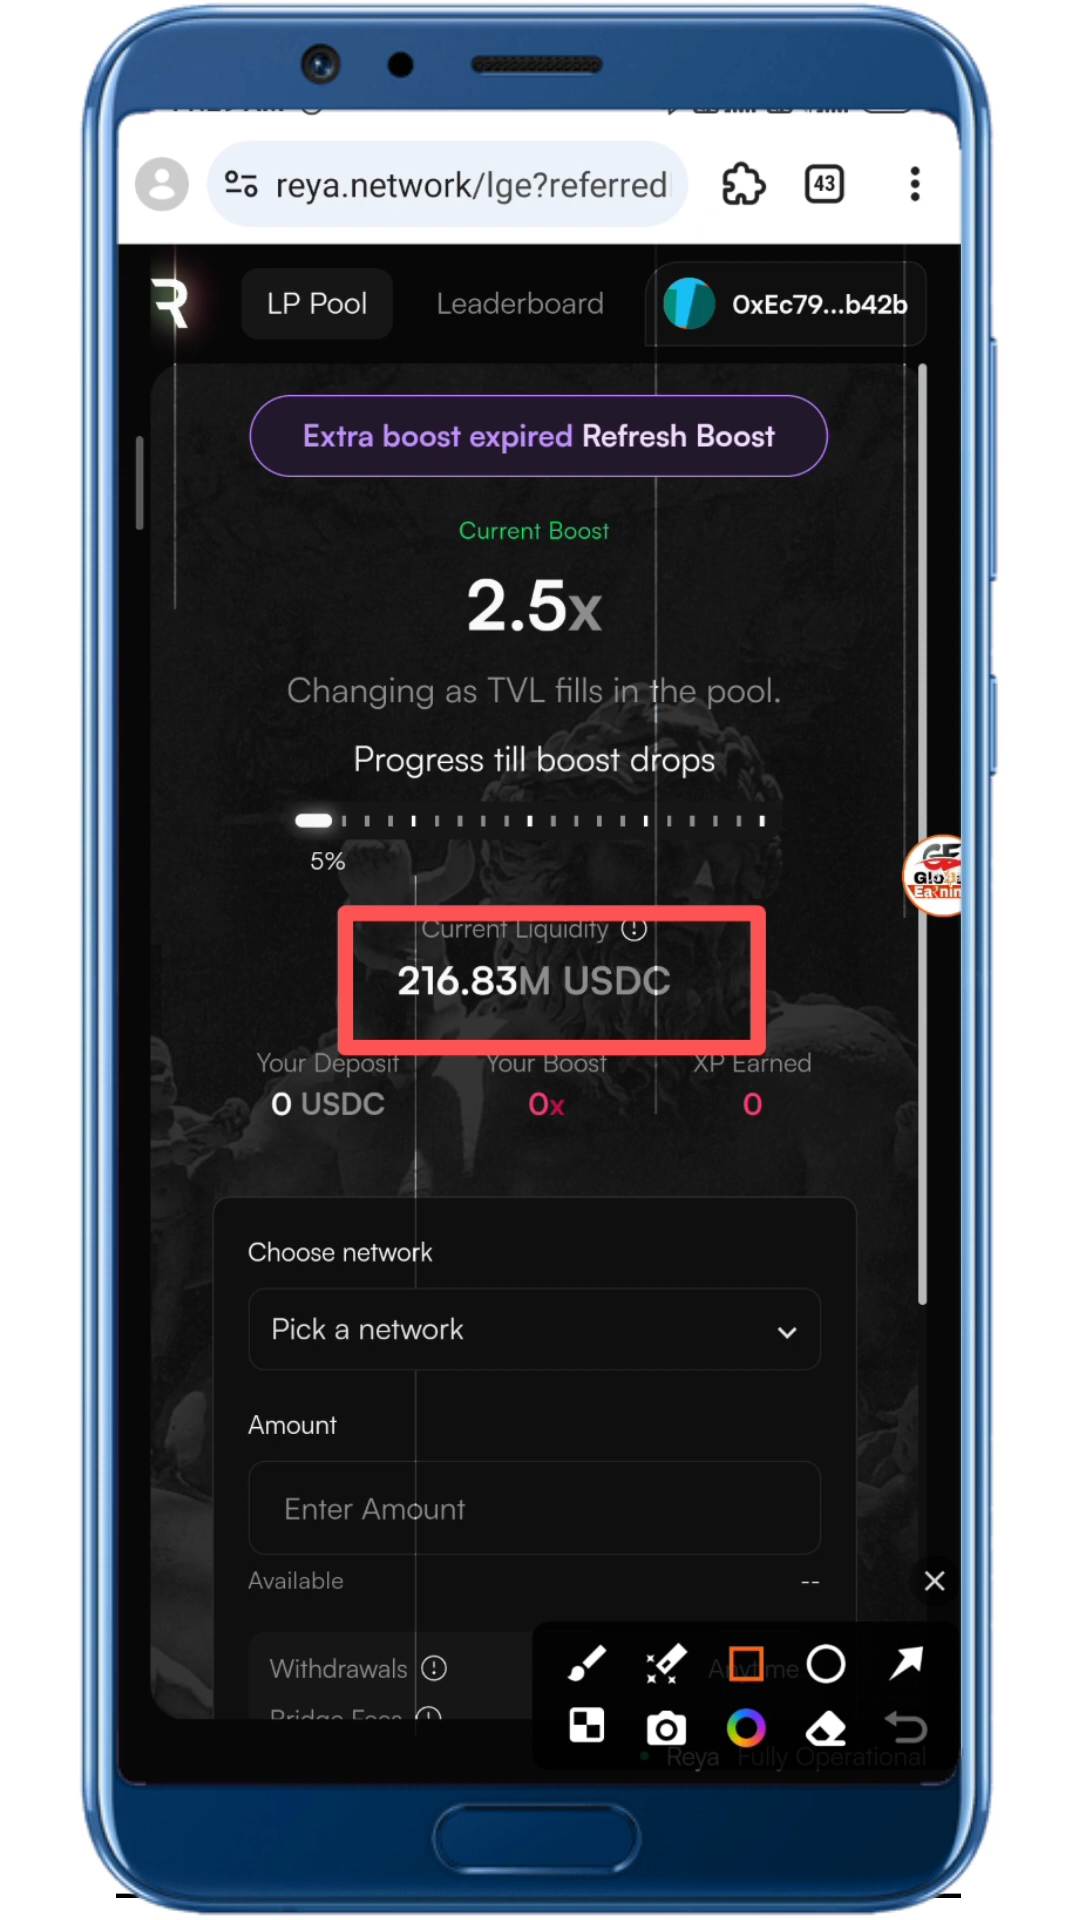 reya.network/lge?referred
43
LP Pool
Leaderboard
0xEc79...b42b
Extra boost expired Refresh Boost
Current Boost
2.5x
Changing as TVL fills in the pool.
Progress till boost drops
5%
Current Liquidity
216.83M USDC
Your Deposit
Your Boost
XP Earned
0 USDC
0x
0
Choose network
Pick a network
Amount
Enter Amount
Available
--
Withdrawals
Anytime
Bridge Fees
Reya Fully Operational